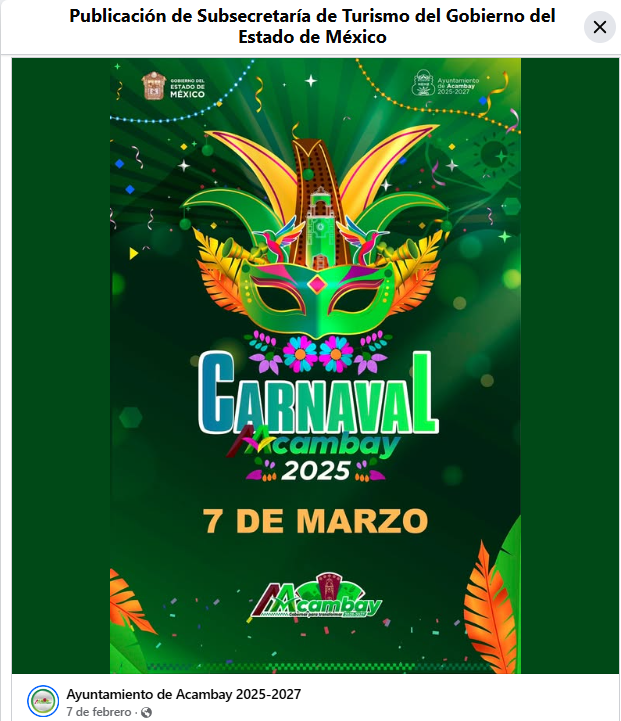 Publicación de Subsecretaría de Turismo del Gobierno del
Estado de México
GOBIERNO DEL
ESTADO DE
MÉXICO
Ayuntamiento
de Acambay
2025-2027
CARNAVAL
Acambay
2025
7 DE MARZO
Acambay
Ayuntamiento de Acambay 2025-2027
7 de febrero ·